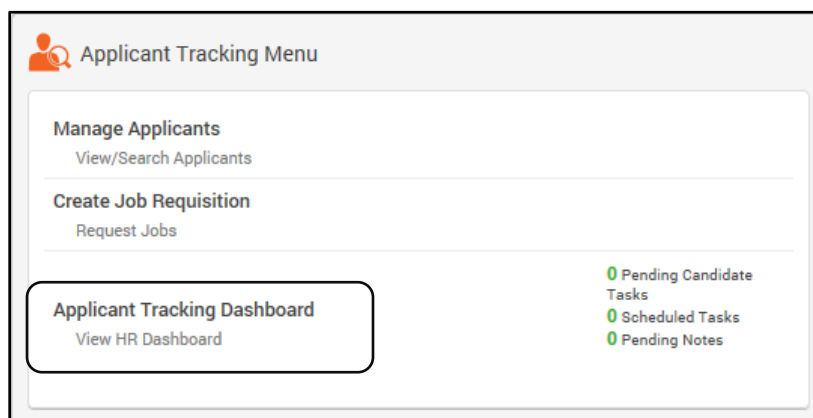 Applicant Tracking Menu
Manage Applicants
View/Search Applicants
Create Job Requisition
Request Jobs
Applicant Tracking Dashboard
View HR Dashboard
0 Pending Candidate
Tasks
0 Scheduled Tasks
0 Pending Notes